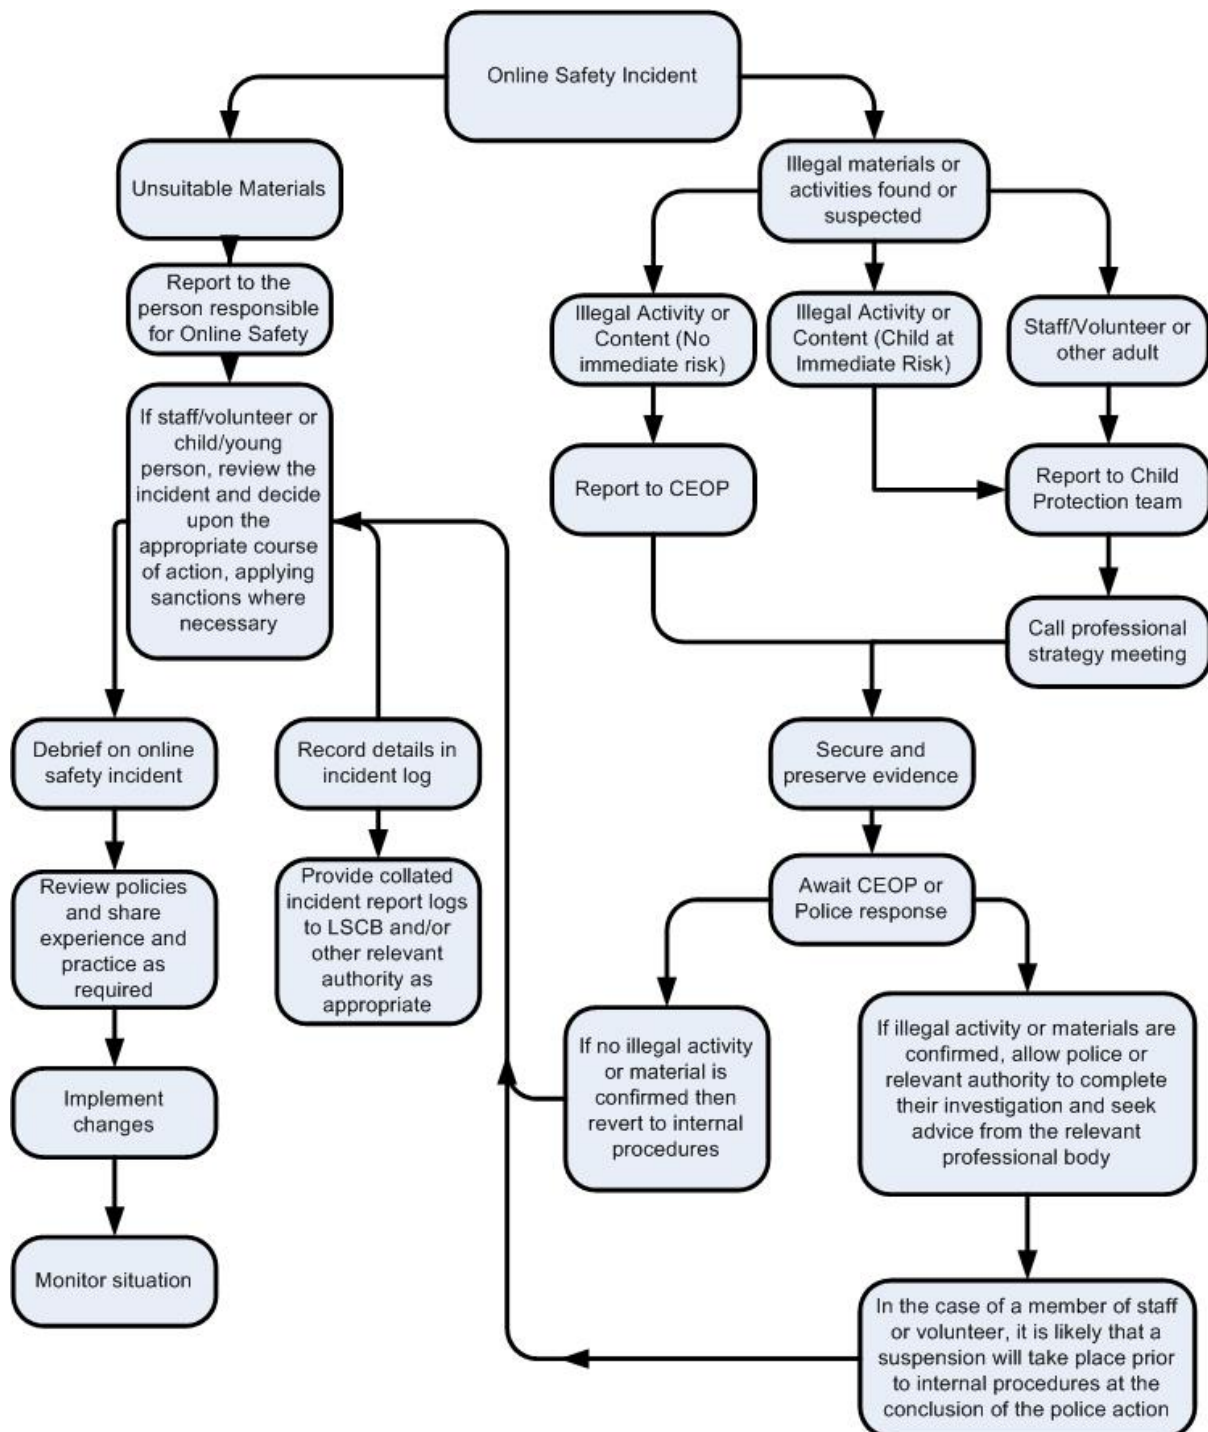 Online Safety Incident
Unsuitable Materials
Report to the
person responsible
for Online Safety
If staff/volunteer or
child/young
person, review the
incident and decide
upon the
appropriate course
of action, applying
sanctions where
necessary
Debrief on online
safety incident
Review policies
and share
experience and
practice as
required
Implement
changes
Monitor situation
Record details in
incident log
Provide collated
incident report logs
to LSCB and/or
other relevant
authority as
appropriate
Illegal materials or
activities found or
suspected
Illegal Activity or
Content (No
immediate risk)
Illegal Activity or
Content (Child at
Immediate Risk)
Staff/Volunteer or
other adult
Report to CEOP
Report to Child
Protection team
Call professional
strategy meeting
Secure and
preserve evidence
Await CEOP or
Police response
If no illegal activity
or material is
confirmed then
revert to internal
procedures
If illegal activity or materials are
confirmed, allow police or
relevant authority to complete
their investigation and seek
advice from the relevant
professional body
In the case of a member of staff
or volunteer, it is likely that a
suspension will take place prior
to internal procedures at the
conclusion of the police action